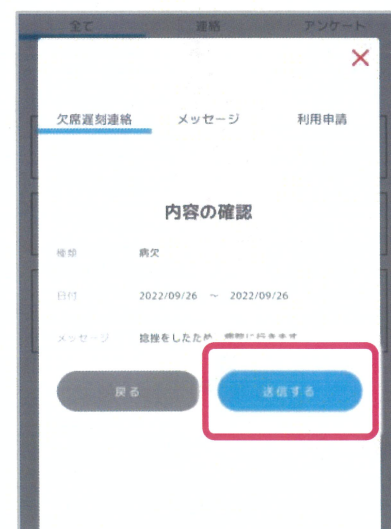 全て 連絡 アンケート
欠席遅刻連絡 メッセージ 利用申請
内容の確認
種類 病欠
日付 2022/09/26 ～ 2022/09/26
メッセージ 捻挫をしたため、病院に行きます
戻る 送信する